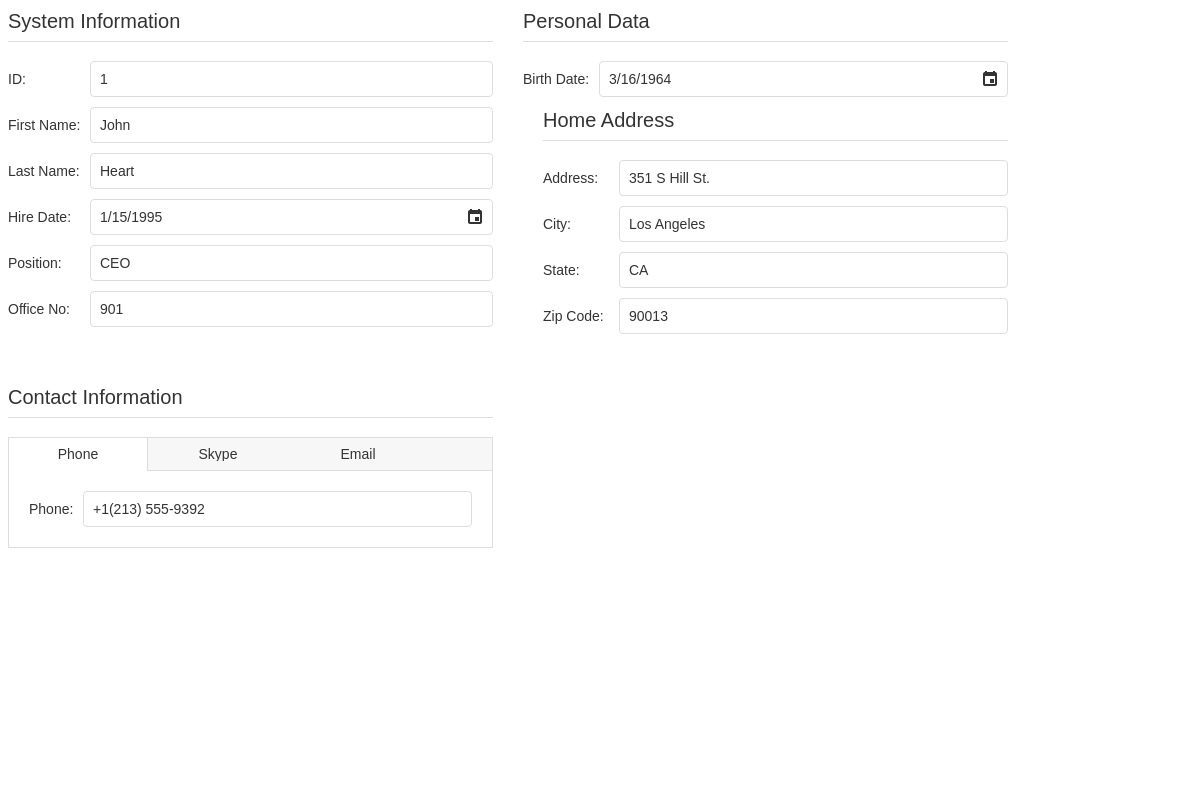 System Information
ID: 1
First Name: John
Last Name: Heart
Hire Date: 1/15/1995
Position: CEO
Office No: 901
Personal Data
Birth Date: 3/16/1964
Home Address
Address: 351 S Hill St.
City: Los Angeles
State: CA
Zip Code: 90013
Contact Information
Phone Skype Email
Phone: +1(213) 555-9392